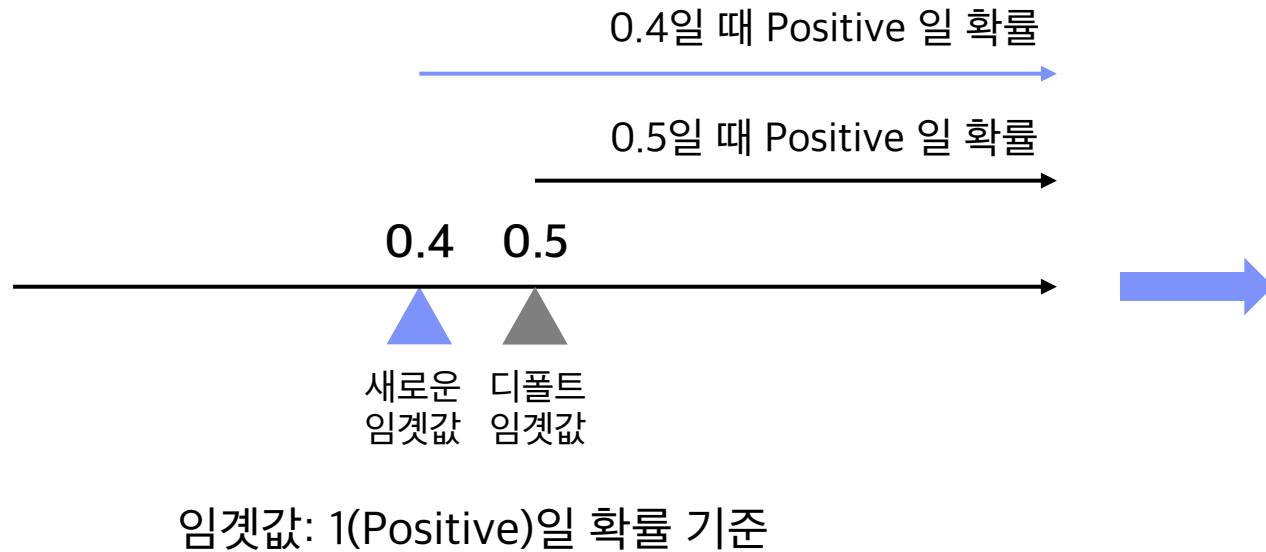 0.4일 때 Positive 일 확률
0.5일 때 Positive 일 확률
0.4 0.5
새로운 디폴트
임곗값 임곗값
임곗값: 1(Positive)일 확률 기준